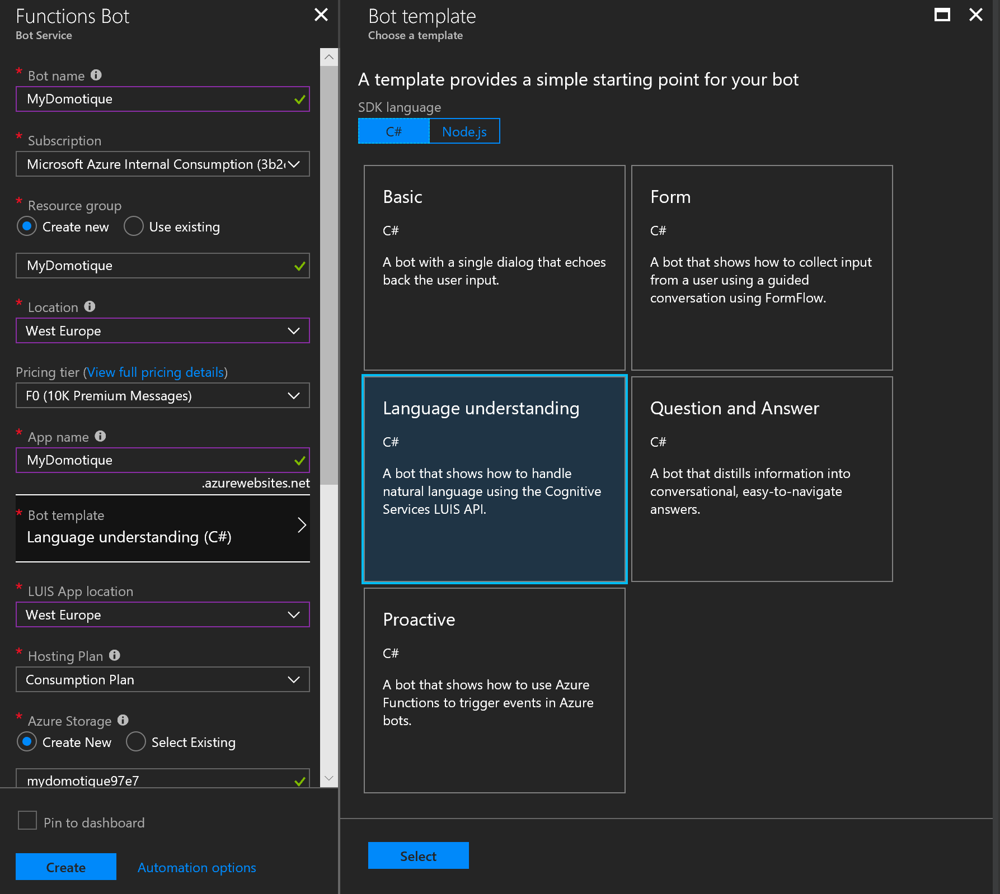 Functions Bot
Bot Service
* Bot name
MyDomotique
* Subscription
Microsoft Azure Internal Consumption (3b2
* Resource group
Create new
Use existing
MyDomotique
* Location
West Europe
Pricing tier (View full pricing details)
F0 (10K Premium Messages)
* App name
MyDomotique
.azurewebsites.net
* Bot template
Language understanding (C#)
* LUIS App location
West Europe
* Hosting Plan
Consumption Plan
* Azure Storage
Create New
Select Existing
mydomotique97e7
Pin to dashboard
Create
Automation options
Bot template
Choose a template
A template provides a simple starting point for your bot
SDK language
C#
Node.js
Basic
C#
A bot with a single dialog that echoes
back the user input.
Form
C#
A bot that shows how to collect input
from a user using a guided
conversation using FormFlow.
Language understanding
C#
A bot that shows how to handle
natural language using the Cognitive
Services LUIS API.
Question and Answer
C#
A bot that distills information into
conversational, easy-to-navigate
answers.
Proactive
C#
A bot that shows how to use Azure
Functions to trigger events in Azure
bots.
Select